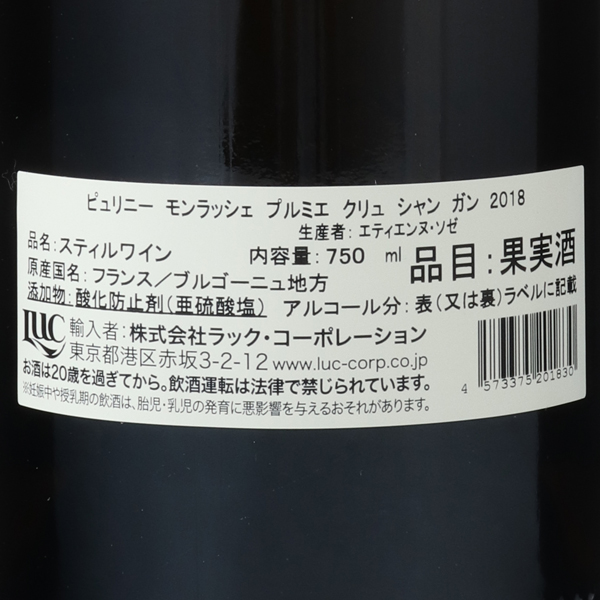 ピュリニー モンラッシェ プルミエ クリュ シャン ガン 2018
生産者：エティエンヌ・ソゼ
品名：スティルワイン 内容量：750 ml 品目：果実酒
原産国名：フランス／ブルゴーニュ地方
添加物：酸化防止剤（亜硫酸塩） アルコール分：表（又は裏）ラベルに記載
LUC 輸入者：株式会社ラック・コーポレーション
東京都港区赤坂3-2-12 www.luc-corp.co.jp
お酒は20歳を過ぎてから。飲酒運転は法律で禁じられています。
※妊娠中や授乳期の飲酒は、胎児・乳児の発育に悪影響を与えるおそれがあります。
4 573375 201830